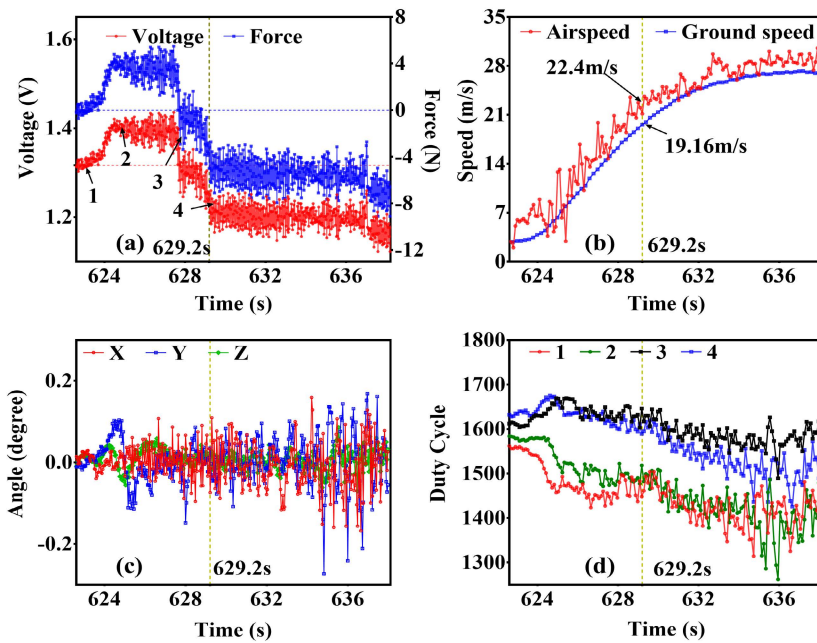 Voltage Force
1.6
1.4
1.2
Voltage (V)
8
4
0
-4
-8
-12
Force (N)
1
2
3
4
(a)
629.2s
624 628 632 636
Time (s)
Airspeed Ground speed
35
28
21
14
7
0
Speed (m/s)
22.4m/s
19.16m/s
(b)
629.2s
624 628 632 636
Time (s)
X Y Z
0.2
0.0
-0.2
Angle (degree)
(c)
629.2s
624 628 632 636
Time (s)
1 2 3 4
1800
1700
1600
1500
1400
1300
Duty Cycle
(d)
629.2s
624 628 632 636
Time (s)